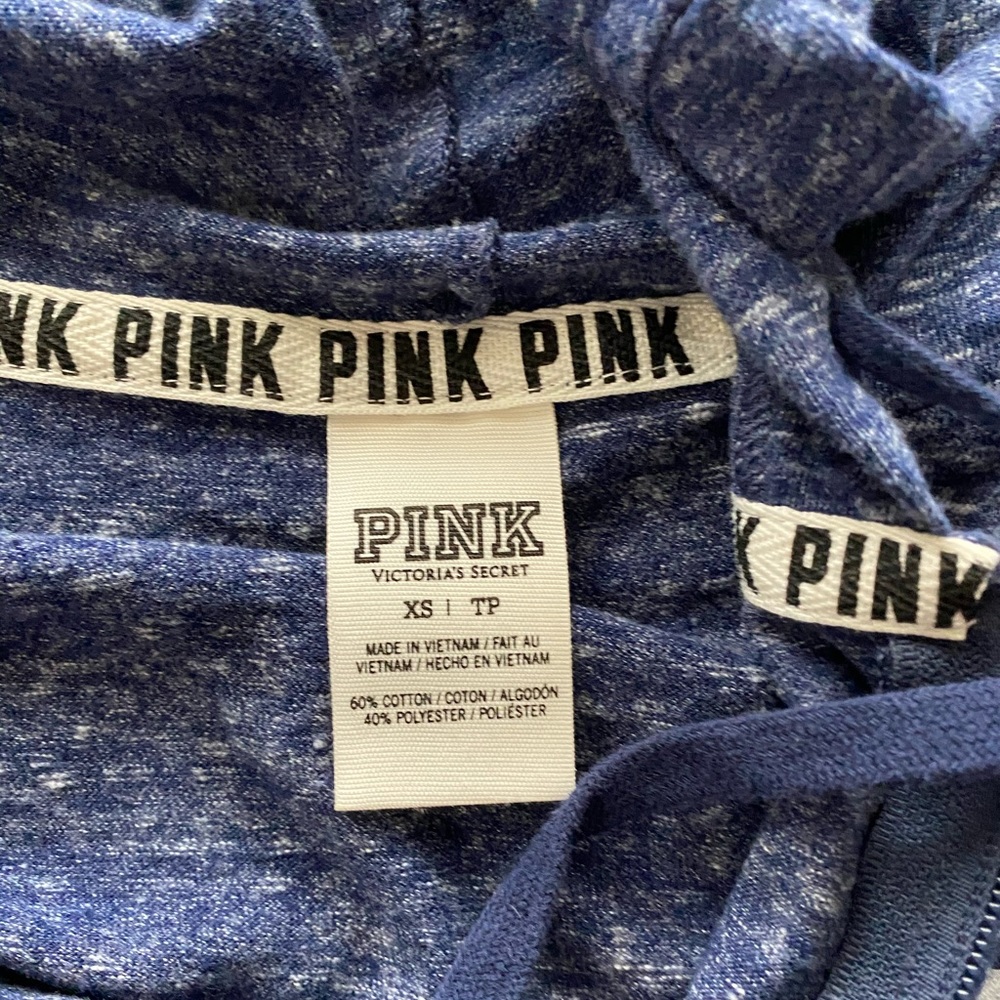 NK PINK PINK PINK
PINK
VICTORIA'S SECRET
XS | TP
MADE IN VIETNAM / FAIT AU
VIETNAM / HECHO EN VIETNAM
60% COTTON / COTON / ALGODÓN
40% POLYESTER / POLIÉSTER
K PINK